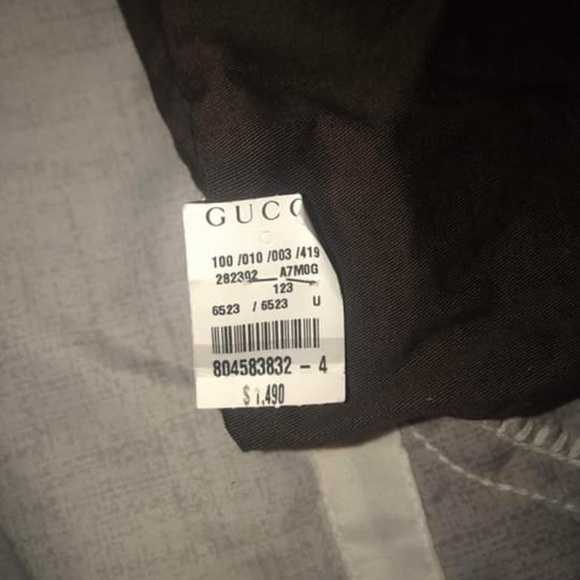 GUCC
100 /010 /003 /419
282302 A7M0G
123
6523 / 6523 U
804583832 - 4
$ 1,490